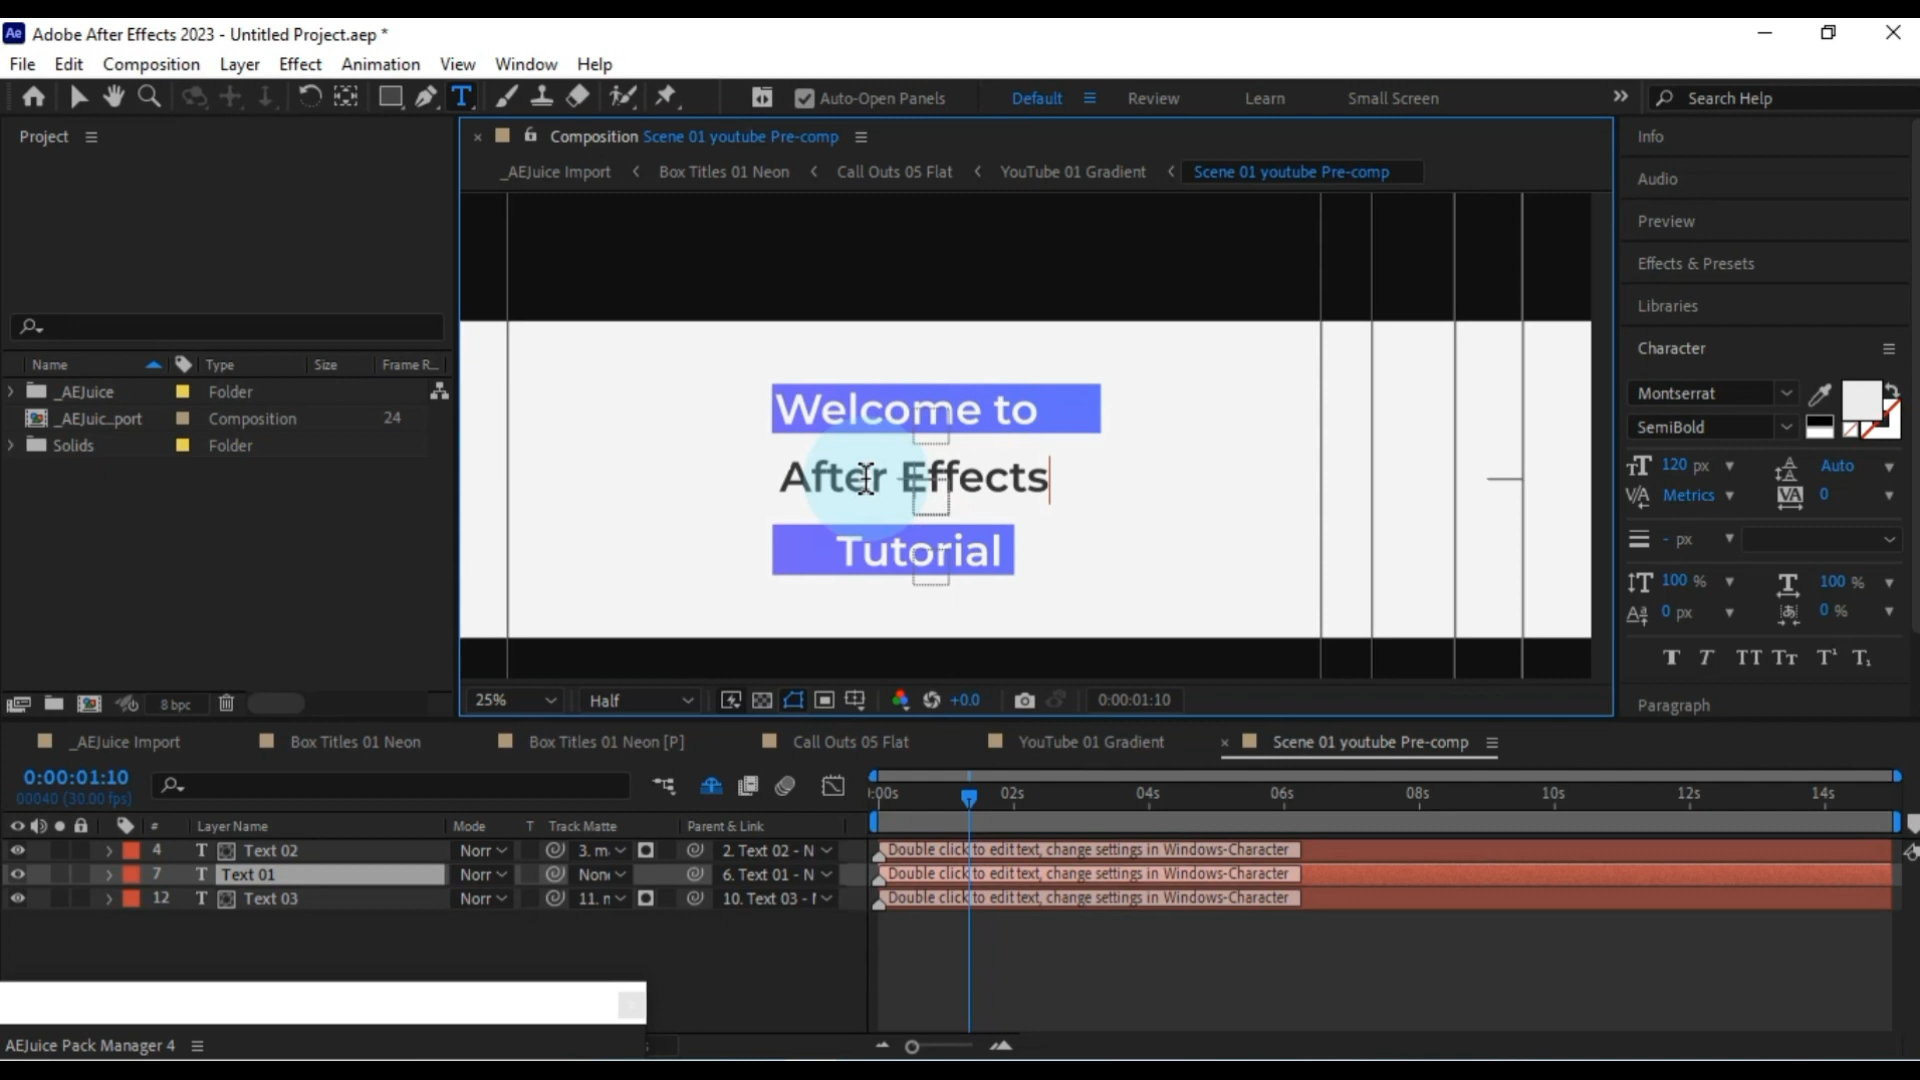 Adobe After Effects 2023 - Untitled Project.aep *
File Edit Composition Layer Effect Animation View Window Help
Auto-Open Panels Default Review Learn Small Screen Search Help
Project
Composition Scene 01 youtube Pre-comp
_AEJuice Import Box Titles 01 Neon Call Outs 05 Flat YouTube 01 Gradient Scene 01 youtube Pre-comp
Info
Audio
Preview
Effects & Presets
Libraries
Character
Name Type Size Frame R...
_AEJuice Folder
_AEJuic...port Composition 24
Solids Folder
Welcome to
After Effects
Tutorial
Montserrat
SemiBold
120 px Auto
Metrics 0
- px
100 % 100 %
0 px 0 %
Paragraph
8 bpc
25% Half +0.0 0:00:01:10
_AEJuice Import Box Titles 01 Neon Box Titles 01 Neon [P] Call Outs 05 Flat YouTube 01 Gradient Scene 01 youtube Pre-comp
0:00:01:10
00040 (30.00 fps)
:00s 02s 04s 06s 08s 10s 12s 14s
# Layer Name Mode T Track Matte Parent & Link
4 T Text 02 Norr 3. m 2. Text 02 - N Double click to edit text, change settings in Windows-Character
7 T Text 01 Norr Non 6. Text 01 - N Double click to edit text, change settings in Windows-Character
12 T Text 03 Norr 11. n 10. Text 03 - Double click to edit text, change settings in Windows-Character
AEJuice Pack Manager 4